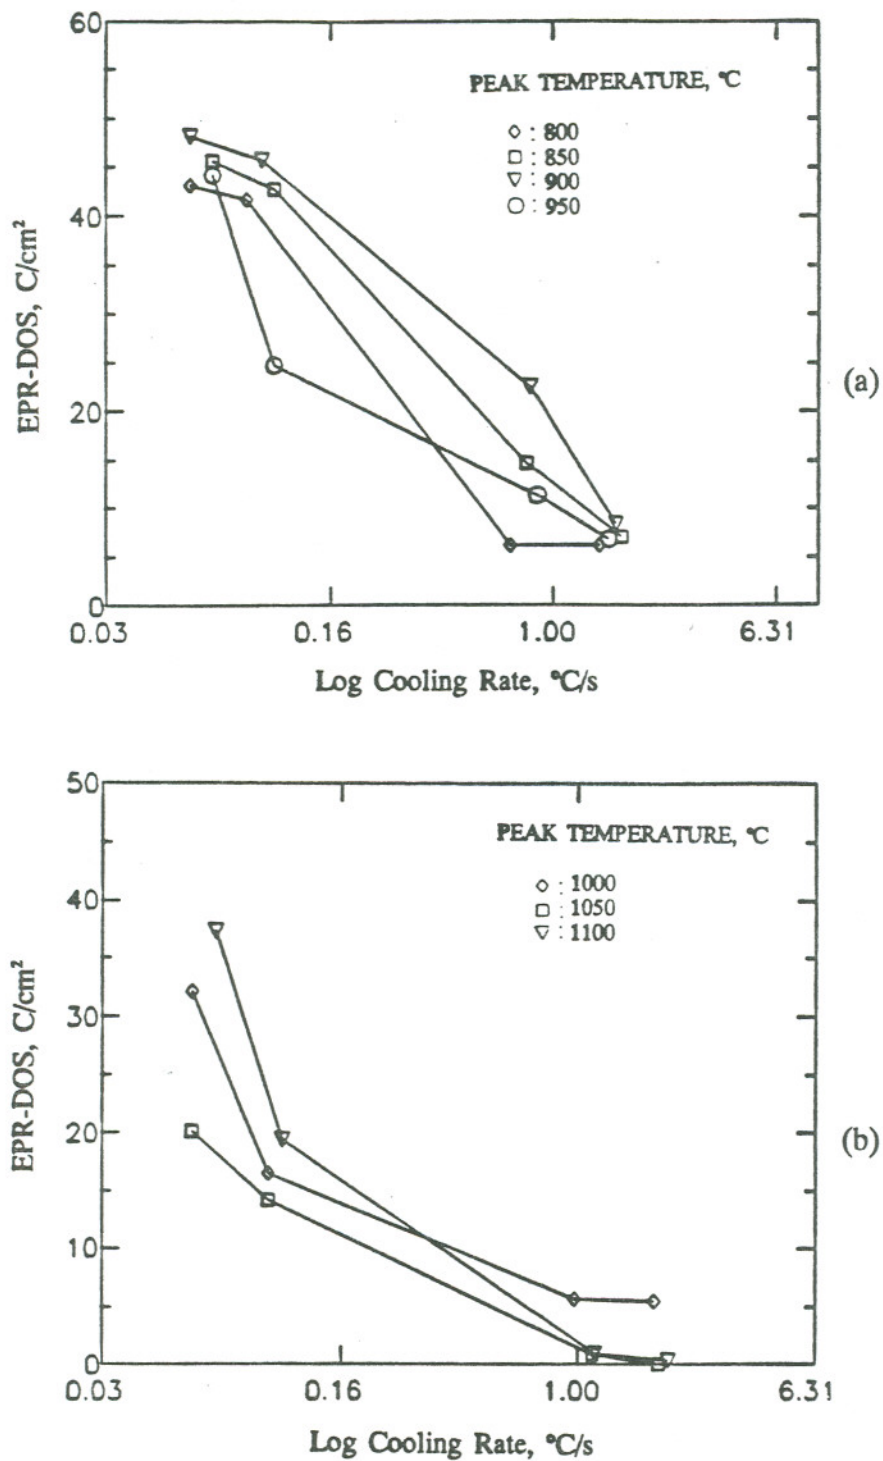 60
40
20
0
EPR-DOS, C/cm²
PEAK TEMPERATURE, °C
◇ : 800
□ : 850
▽ : 900
○ : 950
0.03 0.16 1.00 6.31
Log Cooling Rate, °C/s
(a)
50
40
30
20
10
0
EPR-DOS, C/cm²
PEAK TEMPERATURE, °C
◇ : 1000
□ : 1050
▽ : 1100
0.03 0.16 1.00 6.31
Log Cooling Rate, °C/s
(b)